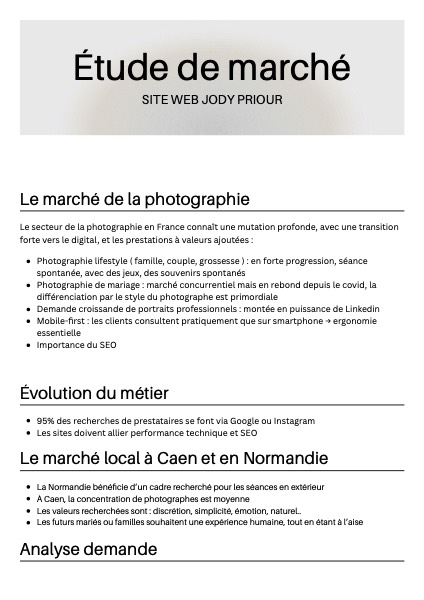 Étude de marché
SITE WEB JODY PRIOUR
Le marché de la photographie
Le secteur de la photographie en France connaît une mutation profonde, avec une transition
forte vers le digital, et les prestations à valeurs ajoutées :
• Photographie lifestyle ( famille, couple, grossesse ) : en forte progression, séance
spontanée, avec des jeux, des souvenirs spontanés
• Photographie de mariage : marché concurrentiel mais en rebond depuis le covid, la
différenciation par le style du photographe est primordiale
• Demande croissante de portraits professionnels : montée en puissance de Linkedin
• Mobile-first : les clients consultent pratiquement que sur smartphone → ergonomie
essentielle
• Importance du SEO
Évolution du métier
• 95% des recherches de prestataires se font via Google ou Instagram
• Les sites doivent allier performance technique et SEO
Le marché local à Caen et en Normandie
• La Normandie bénéficie d'un cadre recherché pour les séances en extérieur
• À Caen, la concentration de photographes est moyenne
• Les valeurs recherchées sont : discrétion, simplicité, émotion, naturel..
• Les futurs mariés ou familles souhaitent une expérience humaine, tout en étant à l'aise
Analyse demande